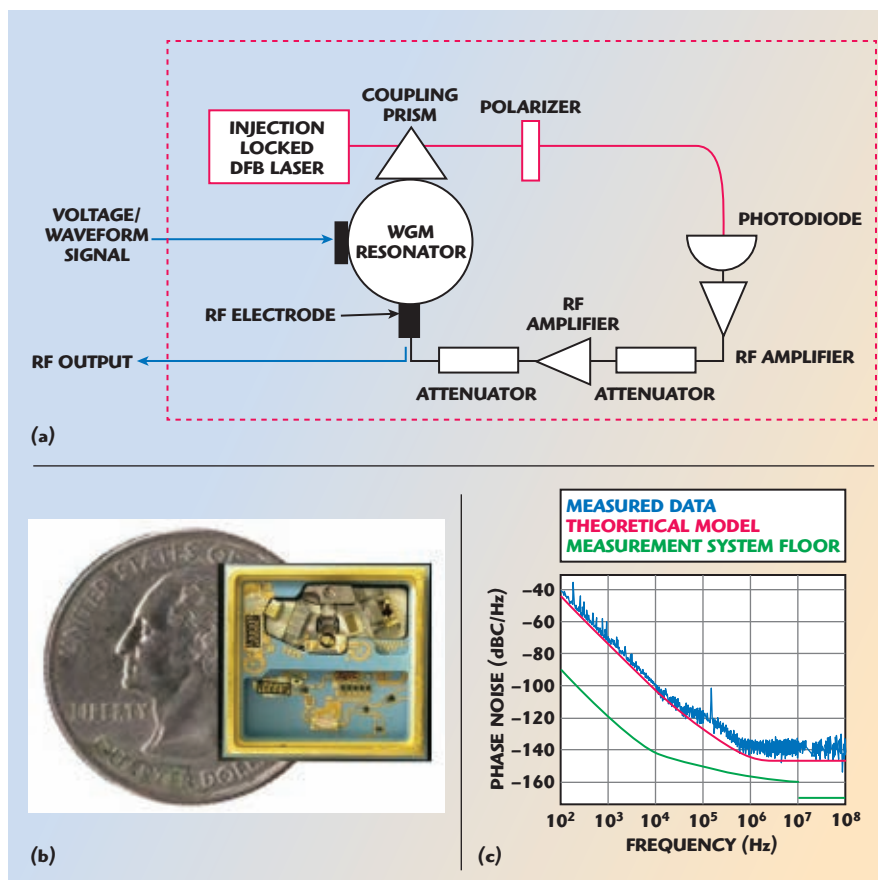 COUPLING
PRISM
POLARIZER
INJECTION
LOCKED
DFB LASER
VOLTAGE/
WAVEFORM
SIGNAL
WGM
RESONATOR
PHOTODIODE
RF ELECTRODE
RF
AMPLIFIER
RF AMPLIFIER
RF OUTPUT
ATTENUATOR
ATTENUATOR
(a)
LIBERTY
(b)
MEASURED DATA
THEORETICAL MODEL
MEASUREMENT SYSTEM FLOOR
PHASE NOISE (dBC/Hz)
–40
–60
–80
–100
–120
–140
–160
10² 10³ 10⁴ 10⁵ 10⁶ 10⁷ 10⁸
FREQUENCY (Hz)
(c)